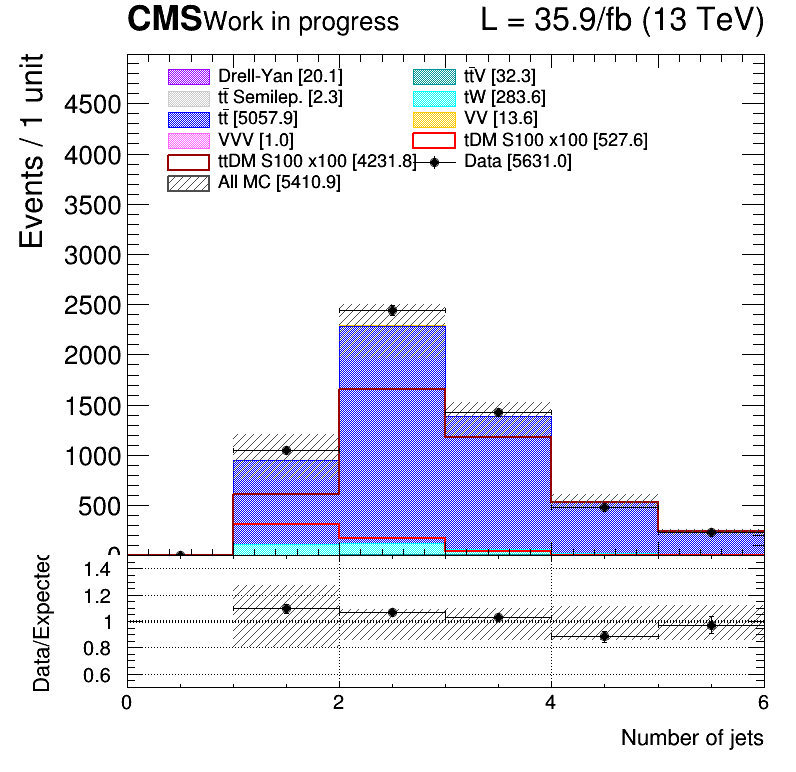 CMS Work in progress L = 35.9/fb (13 TeV)
Events / 1 unit
Drell-Yan [20.1] tt̄V [32.3]
tt̄ Semilep. [2.3] tW [283.6]
tt̄ [5057.9] VV [13.6]
VVV [1.0] tDM S100 x100 [527.6]
ttDM S100 x100 [4231.8] Data [5631.0]
All MC [5410.9]
4500
4000
3500
3000
2500
2000
1500
1000
500
0
Data/Expected
1.4
1.2
1
0.8
0.6
0 2 4 6
Number of jets